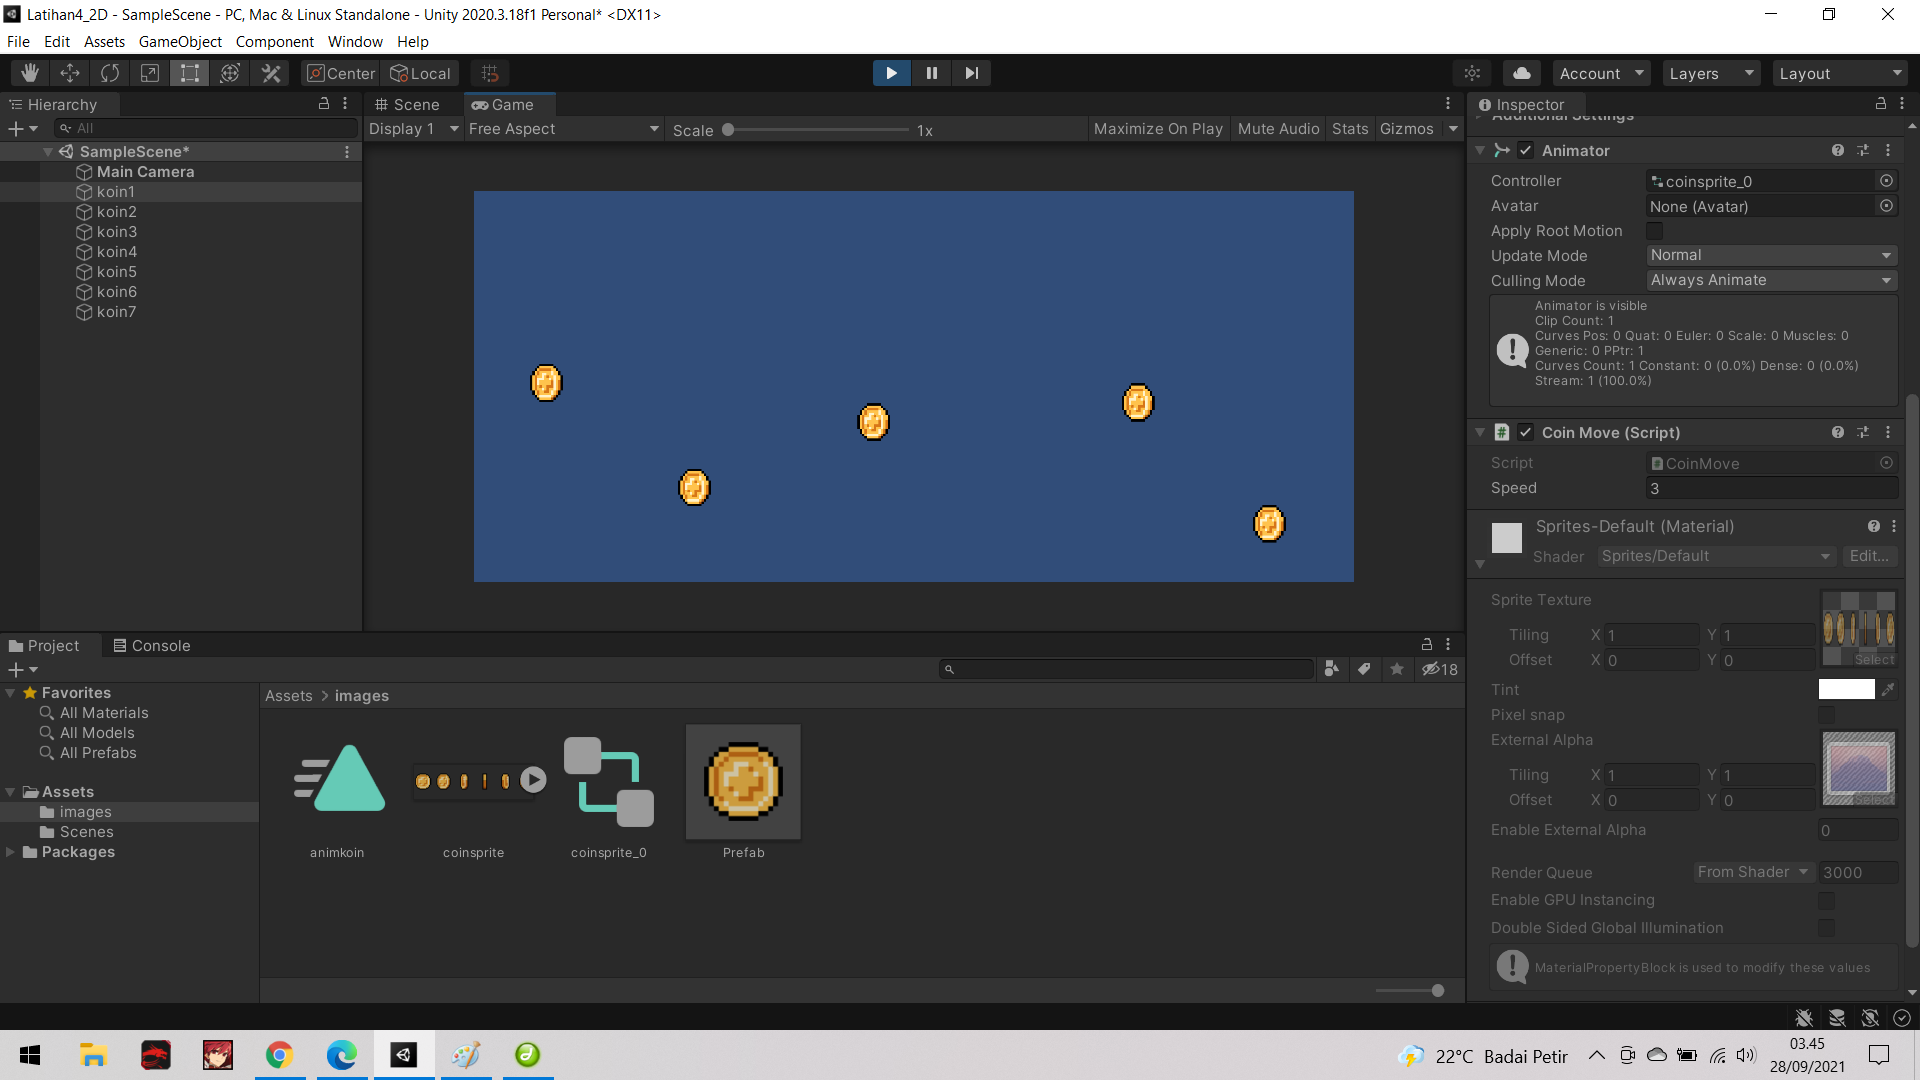 Latihan4_2D - SampleScene - PC, Mac & Linux Standalone - Unity 2020.3.18f1 Personal* <DX11>
File Edit Assets GameObject Component Window Help
Center Local Account Layers Layout
Hierarchy
All
SampleScene*
Main Camera
koin1
koin2
koin3
koin4
koin5
koin6
koin7
Scene Game
Display 1 Free Aspect Scale 1x Maximize On Play Mute Audio Stats Gizmos
Inspector
Additional Settings
Animator
Controller coinsprite_0
Avatar None (Avatar)
Apply Root Motion
Update Mode Normal
Culling Mode Always Animate
Animator is visible
Clip Count: 1
Curves Pos: 0 Quat: 0 Euler: 0 Scale: 0 Muscles: 0
Generic: 0 PPtr: 1
Curves Count: 1 Constant: 0 (0.0%) Dense: 0 (0.0%)
Stream: 1 (100.0%)
Coin Move (Script)
Script CoinMove
Speed 3
Sprites-Default (Material)
Shader Sprites/Default Edit...
Sprite Texture
Tiling X 1 Y 1
Offset X 0 Y 0
Select
Tint
Pixel snap
External Alpha
Tiling X 1 Y 1
Offset X 0 Y 0
Select
Enable External Alpha 0
Render Queue From Shader 3000
Enable GPU Instancing
Double Sided Global Illumination
MaterialPropertyBlock is used to modify these values
Project Console
18
Favorites
All Materials
All Models
All Prefabs
Assets
images
Scenes
Packages
Assets > images
animkoin
coinsprite
coinsprite_0
Prefab
22°C Badai Petir
03.45
28/09/2021